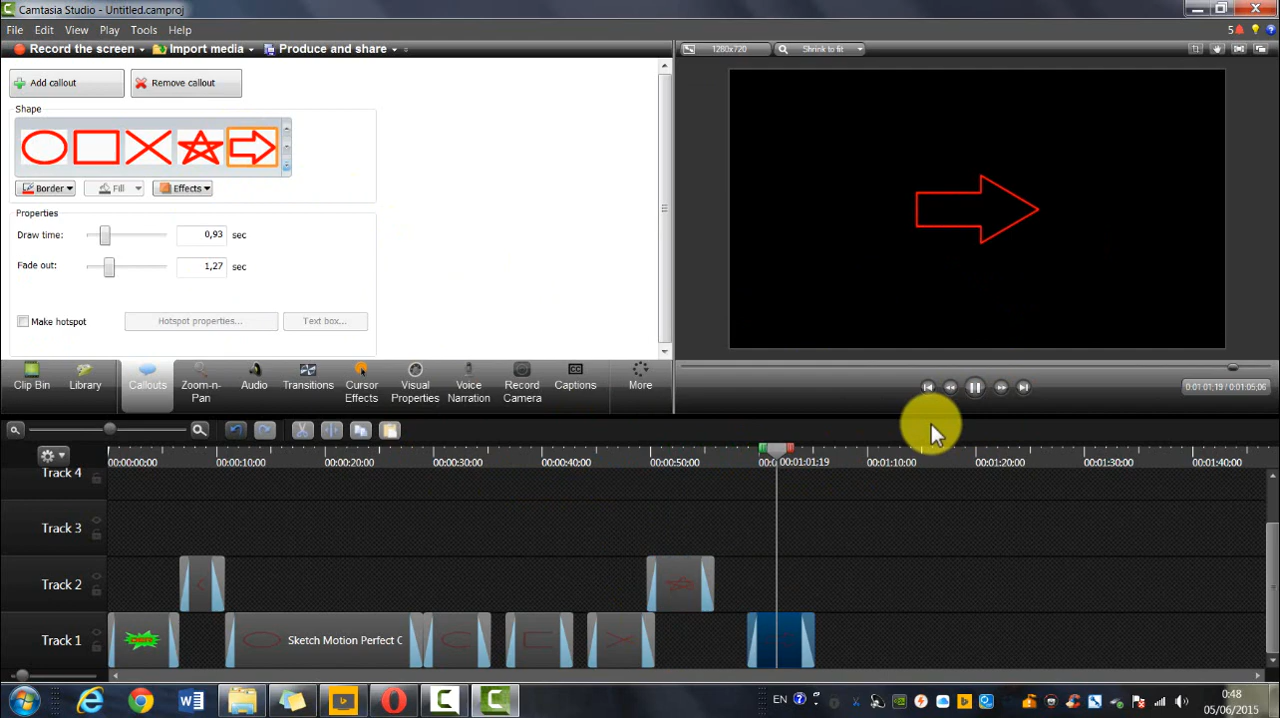 Camtasia Studio - Untitled.camproj
File Edit View Play Tools Help
5
Record the screen Import media Produce and share
1280x720 Shrink to fit
Add callout Remove callout
Shape
Border Fill Effects
Properties
Draw time: 0,93 sec
Fade out: 1,27 sec
Make hotspot Hotspot properties... Text box...
Clip Bin Library Callouts Zoom-n-Pan Audio Transitions Cursor Effects Visual Properties Voice Narration Record Camera Captions More
0:01:01;19 / 0:01:05;06
00:00:00;00 00:00:10;00 00:00:20;00 00:00:30;00 00:00:40;00 00:00:50;00 00:01:01;19 00:01:10;00 00:01:20;00 00:01:30;00 00:01:40;00
Track 4
Track 3
Track 2
Track 1 Sketch Motion Perfect C
EN 0:48
05/06/2015